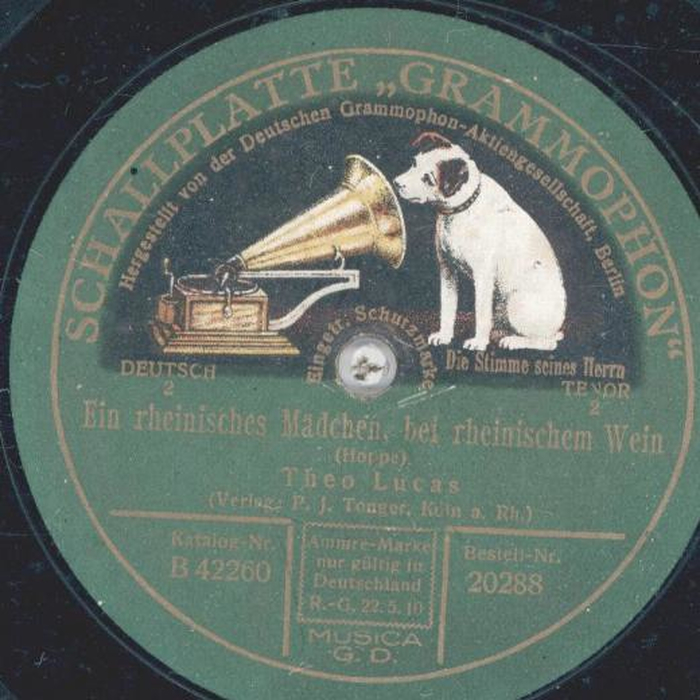 SCHALLPLATTE „GRAMMOPHON“
Hergestellt von der Deutschen Grammophon-Aktiengesellschaft, Berlin
Eingetr. Schutzmarke
Die Stimme seines Herrn
DEUTSCH
2
TENOR
2
Ein rheinisches Mädchen, bei rheinischem Wein
(Hoppe)
Theo Lucas
(Verlag: P. J. Tonger, Köln a. Rh.)
Katalog-Nr.
B 42260
Ammre-Marke
nur gültig in
Deutschland
R.-G. 22.5.10
Bestell-Nr.
20288
MUSICA
G. D.